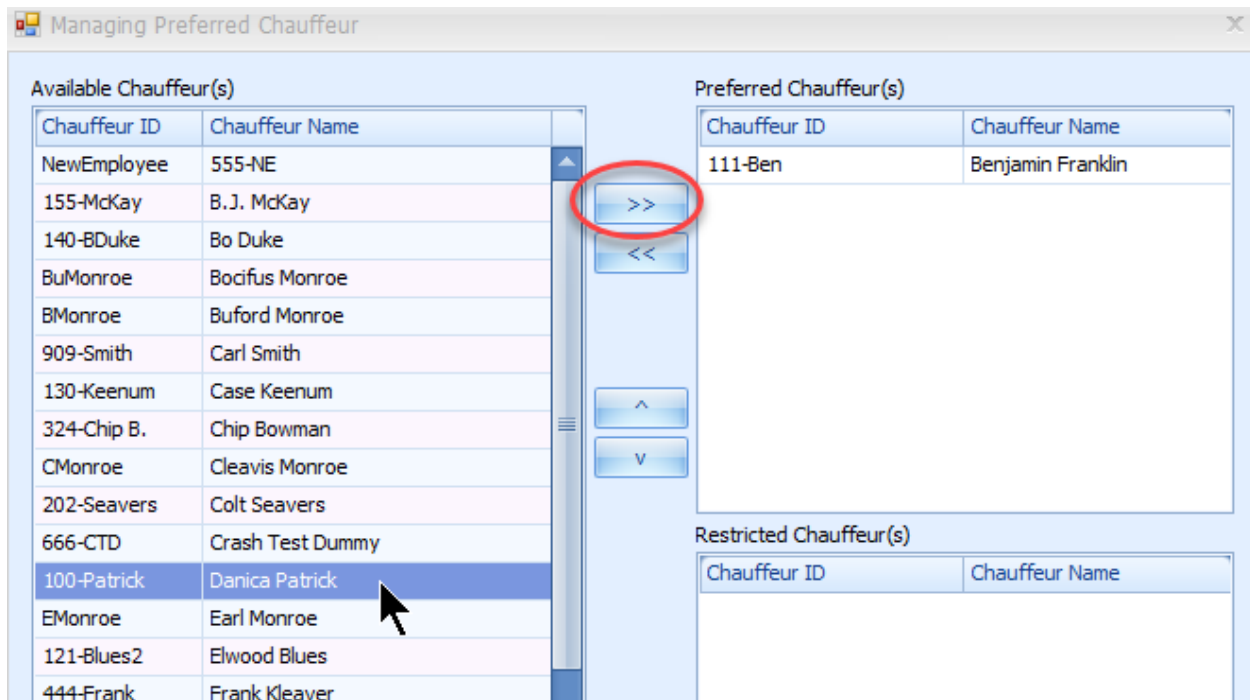 Managing Preferred Chauffeur
Available Chauffeur(s)
Chauffeur ID Chauffeur Name
NewEmployee 555-NE
155-McKay B.J. McKay
140-BDuke Bo Duke
BuMonroe Bocifus Monroe
BMonroe Buford Monroe
909-Smith Carl Smith
130-Keenum Case Keenum
324-Chip B. Chip Bowman
CMonroe Cleavis Monroe
202-Seavers Colt Seavers
666-CTD Crash Test Dummy
100-Patrick Danica Patrick
EMonroe Earl Monroe
121-Blues2 Elwood Blues
444-Frank Frank Kleaver
>>
<<
^
v
Preferred Chauffeur(s)
Chauffeur ID Chauffeur Name
111-Ben Benjamin Franklin
Restricted Chauffeur(s)
Chauffeur ID Chauffeur Name